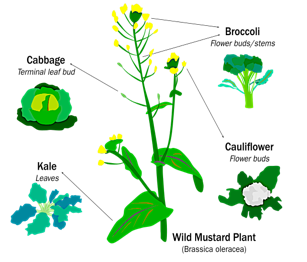 Broccoli
Flower buds/stems
Cabbage
Terminal leaf bud
Cauliflower
Flower buds
Kale
Leaves
Wild Mustard Plant
(Brassica oleracea)